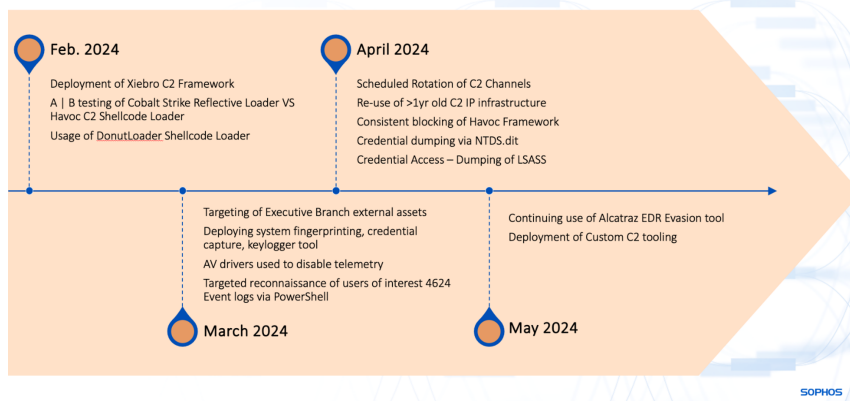 Feb. 2024
Deployment of Xiebro C2 Framework
A | B testing of Cobalt Strike Reflective Loader VS
Havoc C2 Shellcode Loader
Usage of DonutLoader Shellcode Loader
April 2024
Scheduled Rotation of C2 Channels
Re-use of >1yr old C2 IP infrastructure
Consistent blocking of Havoc Framework
Credential dumping via NTDS.dit
Credential Access – Dumping of LSASS
Targeting of Executive Branch external assets
Deploying system fingerprinting, credential
capture, keylogger tool
AV drivers used to disable telemetry
Targeted reconnaissance of users of interest 4624
Event logs via PowerShell
March 2024
Continuing use of Alcatraz EDR Evasion tool
Deployment of Custom C2 tooling
May 2024
SOPHOS